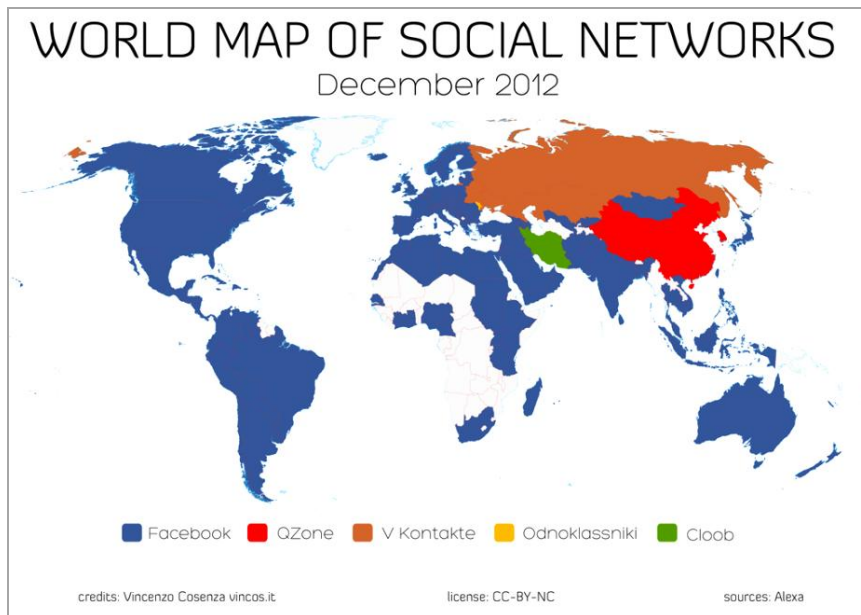 WORLD MAP OF SOCIAL NETWORKS
December 2012
Facebook QZone V Kontakte Odnoklassniki Cloob
credits: Vincenzo Cosenza vincos.it license: CC-BY-NC sources: Alexa